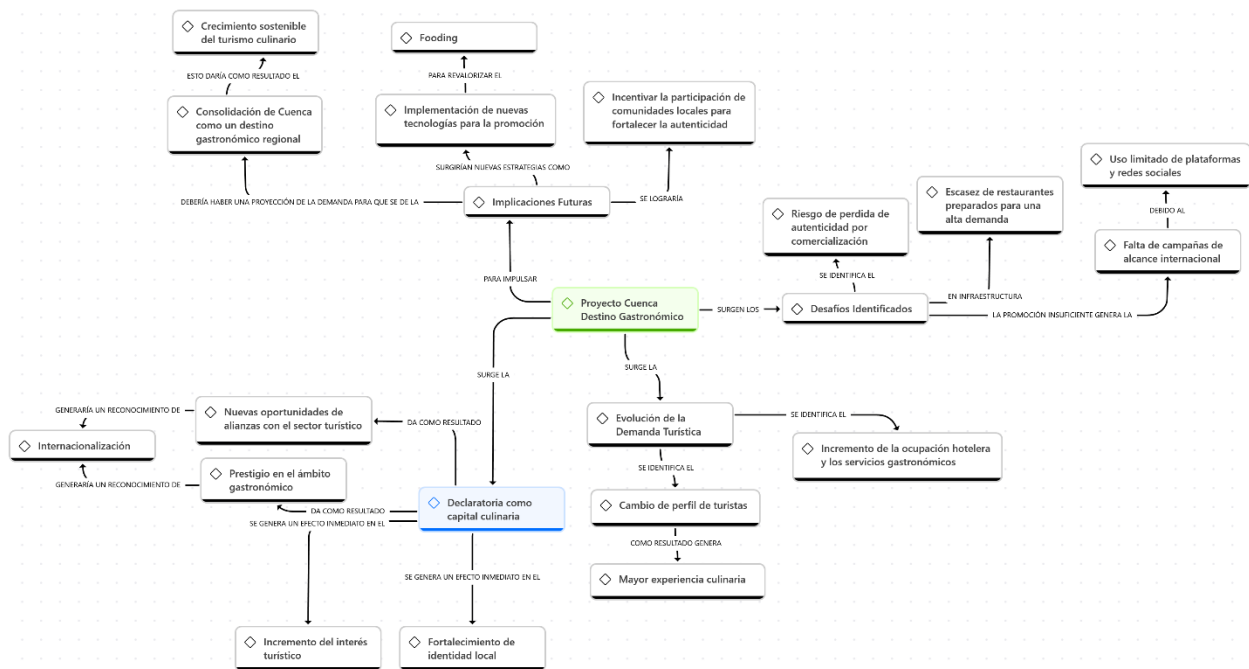 Crecimiento sostenible
del turismo culinario
ESTO DARÍA COMO RESULTADO EL
Consolidación de Cuenca
como un destino
gastronómico regional
Fooding
PARA REVALORIZAR EL
Implementación de nuevas
tecnologías para la promoción
SURGIRÍAN NUEVAS ESTRATEGIAS COMO
Incentivar la participación de
comunidades locales para
fortalecer la autenticidad
DEBERÍA HABER UNA PROYECCIÓN DE LA DEMANDA PARA QUE SE DE LA
Implicaciones Futuras
SE LOGRARÍA
PARA IMPULSAR
Proyecto Cuenca
Destino Gastronómico
SURGEN LOS
Desafíos Identificados
SE IDENTIFICA EL
Riesgo de perdida de
autenticidad por
comercialización
EN INFRAESTRUCTURA
Escasez de restaurantes
preparados para una
alta demanda
LA PROMOCIÓN INSUFICIENTE GENERA LA
Falta de campañas de
alcance internacional
DEBIDO AL
Uso limitado de plataformas
y redes sociales
SURGE LA
Evolución de la
Demanda Turística
SE IDENTIFICA EL
Incremento de la ocupación hotelera
y los servicios gastronómicos
SE IDENTIFICA EL
Cambio de perfil de turistas
COMO RESULTADO GENERA
Mayor experiencia culinaria
SURGE LA
Declaratoria como
capital culinaria
DA COMO RESULTADO
Nuevas oportunidades de
alianzas con el sector turístico
GENERARÍA UN RECONOCIMIENTO DE
Internacionalización
GENERARÍA UN RECONOCIMIENTO DE
Prestigio en el ámbito
gastronómico
DA COMO RESULTADO
SE GENERA UN EFECTO INMEDIATO EN EL
Incremento del interés
turístico
SE GENERA UN EFECTO INMEDIATO EN EL
Fortalecimiento de
identidad local